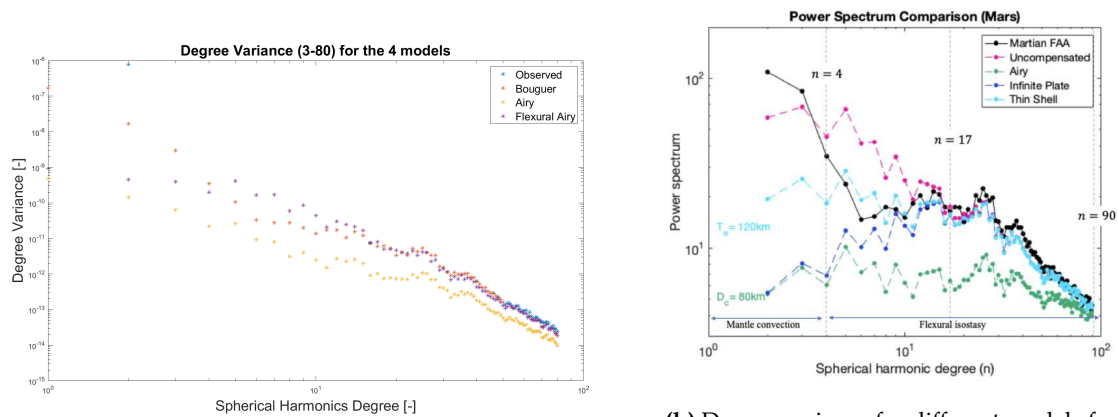 Degree Variance (3-80) for the 4 models
10^-6
10^-7
10^-8
10^-9
10^-10
10^-11
10^-12
10^-13
10^-14
10^-15
Degree Variance [-]
Observed
Bouguer
Airy
Flexural Airy
10^0
10^1
10^2
Spherical Harmonics Degree [-]
Power Spectrum Comparison (Mars)
10^2
10^1
Power spectrum
Martian FAA
Uncompensated
Airy
Infinite Plate
Thin Shell
n = 4
n = 17
n = 90
T_e = 120km
D_c = 80km
Mantle convection
Flexural isostasy
10^0
10^1
10^2
Spherical harmonic degree (n)